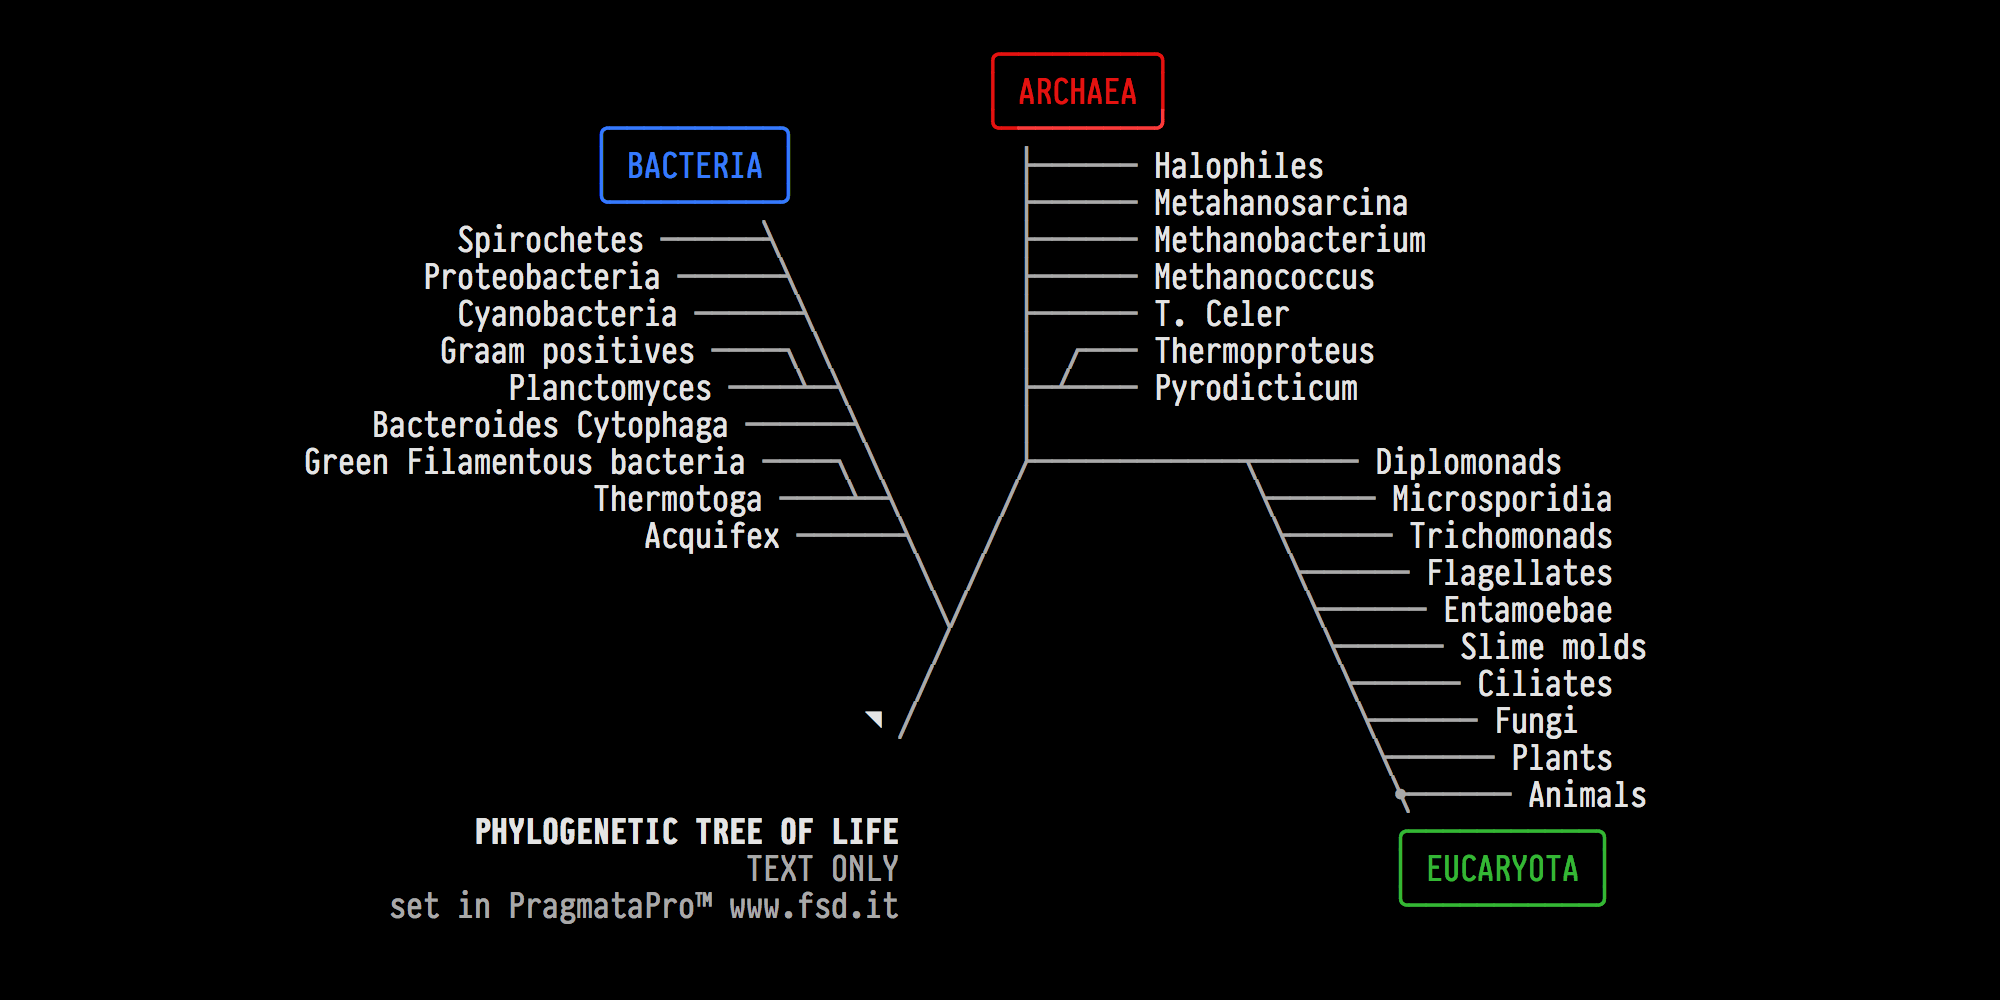 ARCHAEA
BACTERIA
Halophiles
Metahanosarcina
Methanobacterium
Methanococcus
T. Celer
Thermoproteus
Pyrodicticum
Spirochetes
Proteobacteria
Cyanobacteria
Graam positives
Planctomyces
Bacteroides Cytophaga
Green Filamentous bacteria
Thermotoga
Acquifex
Diplomonads
Microsporidia
Trichomonads
Flagellates
Entamoebae
Slime molds
Ciliates
Fungi
Plants
Animals
EUCARYOTA
PHYLOGENETIC TREE OF LIFE
TEXT ONLY
set in PragmataPro™ www.fsd.it